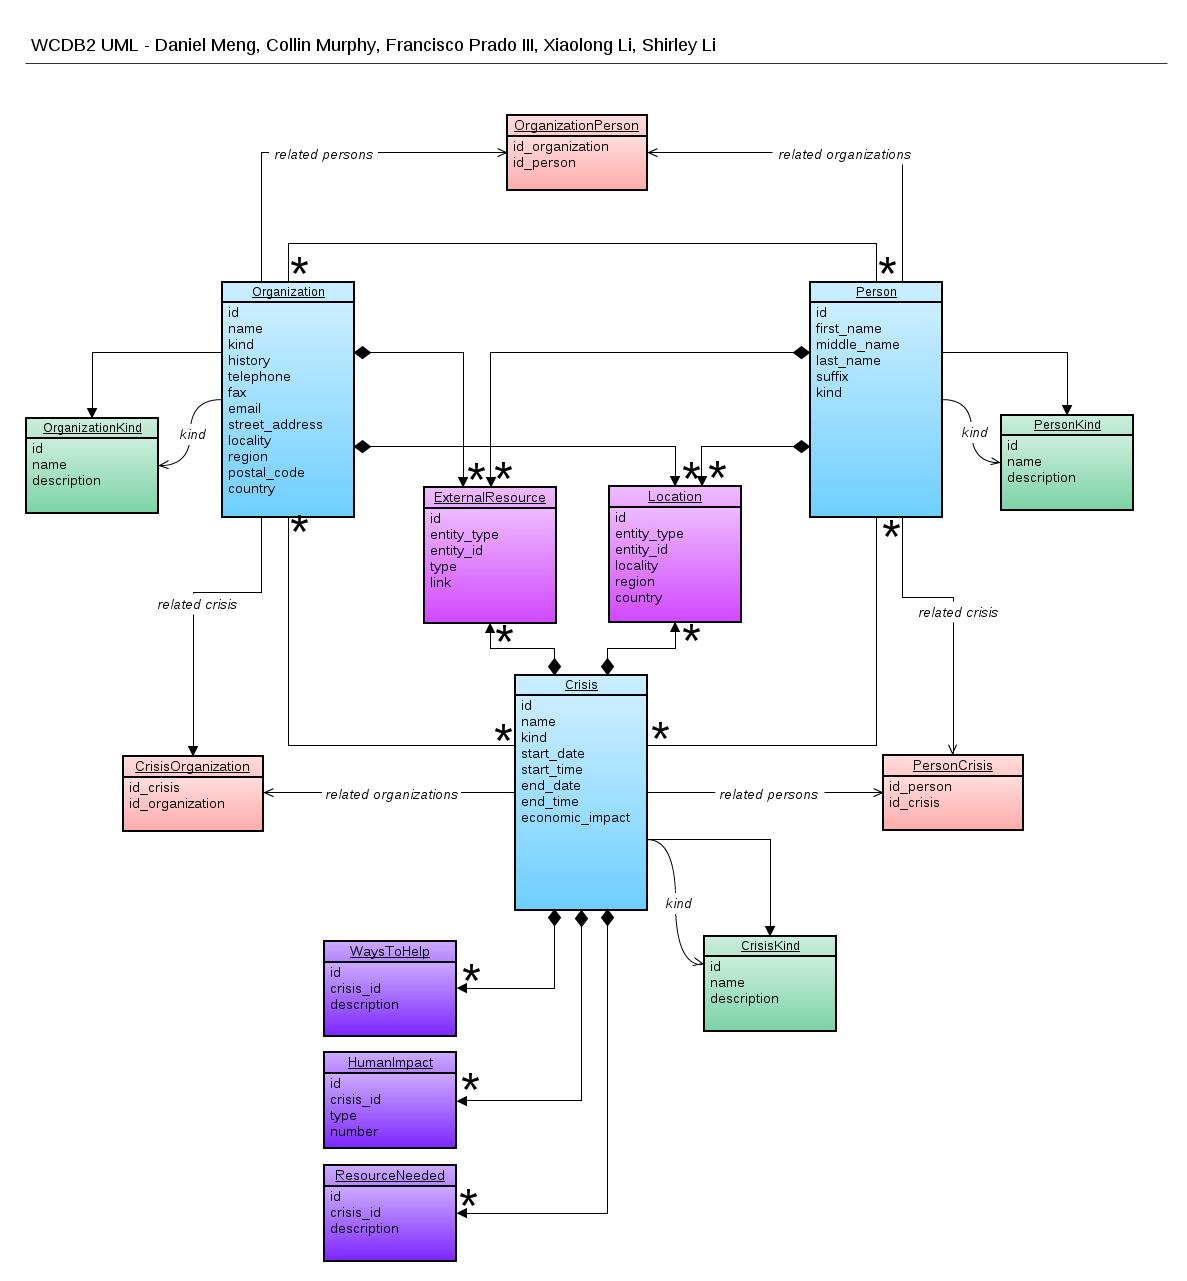 WCDB2 UML - Daniel Meng, Collin Murphy, Francisco Prado III, Xiaolong Li, Shirley Li
OrganizationPerson
id_organization
id_person
related persons
related organizations
*
*
Organization
id
name
kind
history
telephone
fax
email
street_address
locality
region
postal_code
country
Person
id
first_name
middle_name
last_name
suffix
kind
OrganizationKind
id
name
description
kind
kind
PersonKind
id
name
description
* *
* *
ExternalResource
id
entity_type
entity_id
type
link
Location
id
entity_type
entity_id
locality
region
country
*
*
related crisis
related crisis
*
*
Crisis
id
name
kind
start_date
start_time
end_date
end_time
economic_impact
*
*
CrisisOrganization
id_crisis
id_organization
related organizations
related persons
PersonCrisis
id_person
id_crisis
kind
CrisisKind
id
name
description
WaysToHelp
id
crisis_id
description
*
HumanImpact
id
crisis_id
type
number
*
ResourceNeeded
id
crisis_id
description
*